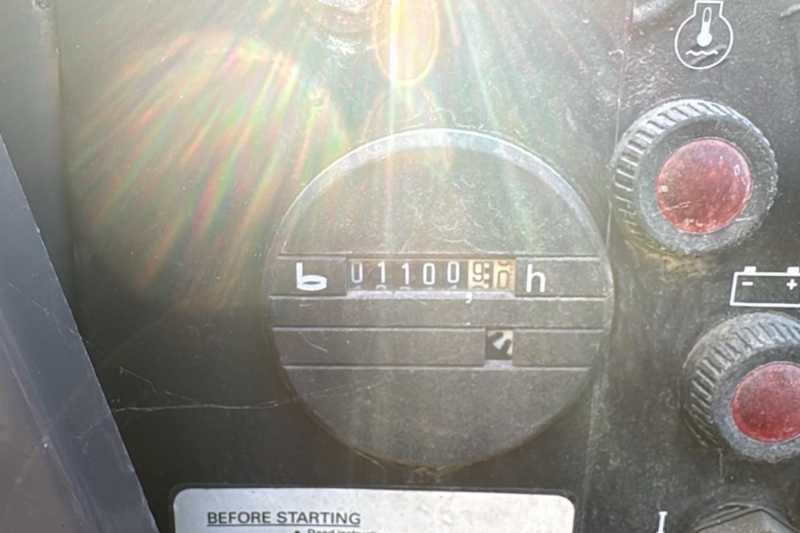 01100,90 h
- +
BEFORE STARTING